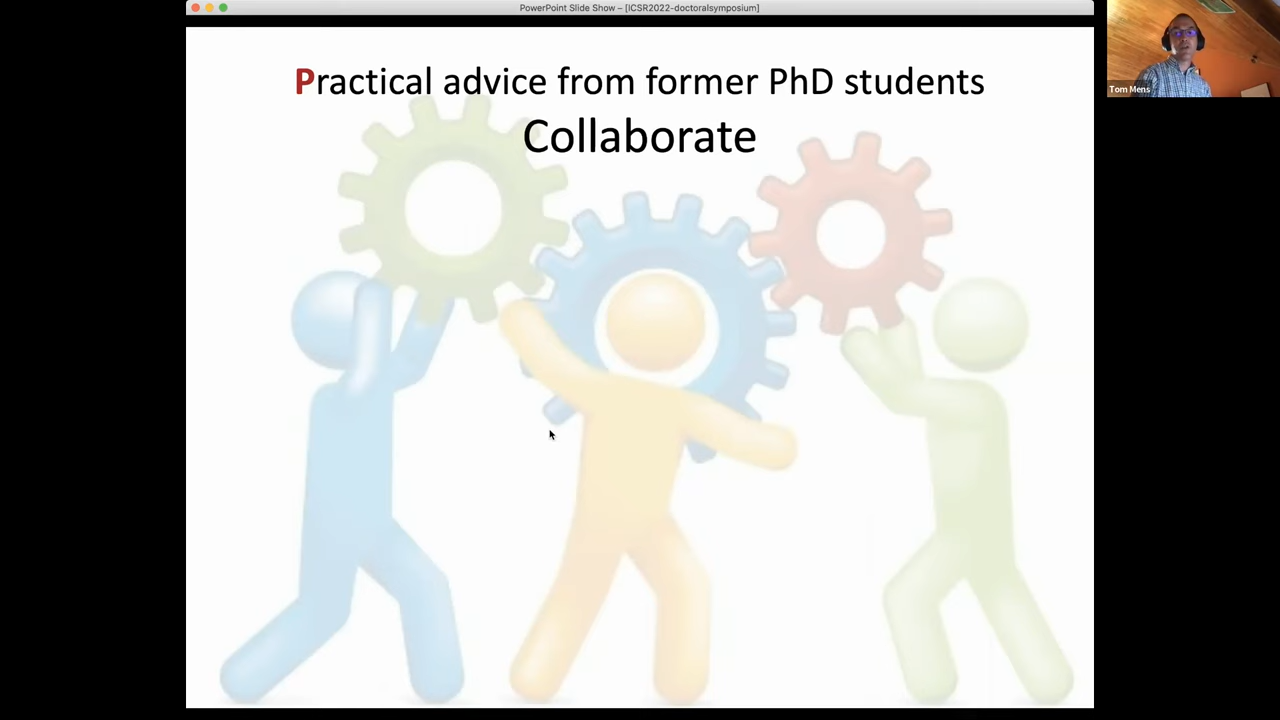 PowerPoint Slide Show – [ICSR2022-doctoralsymposium]
Practical advice from former PhD students
Collaborate
Tom Mens